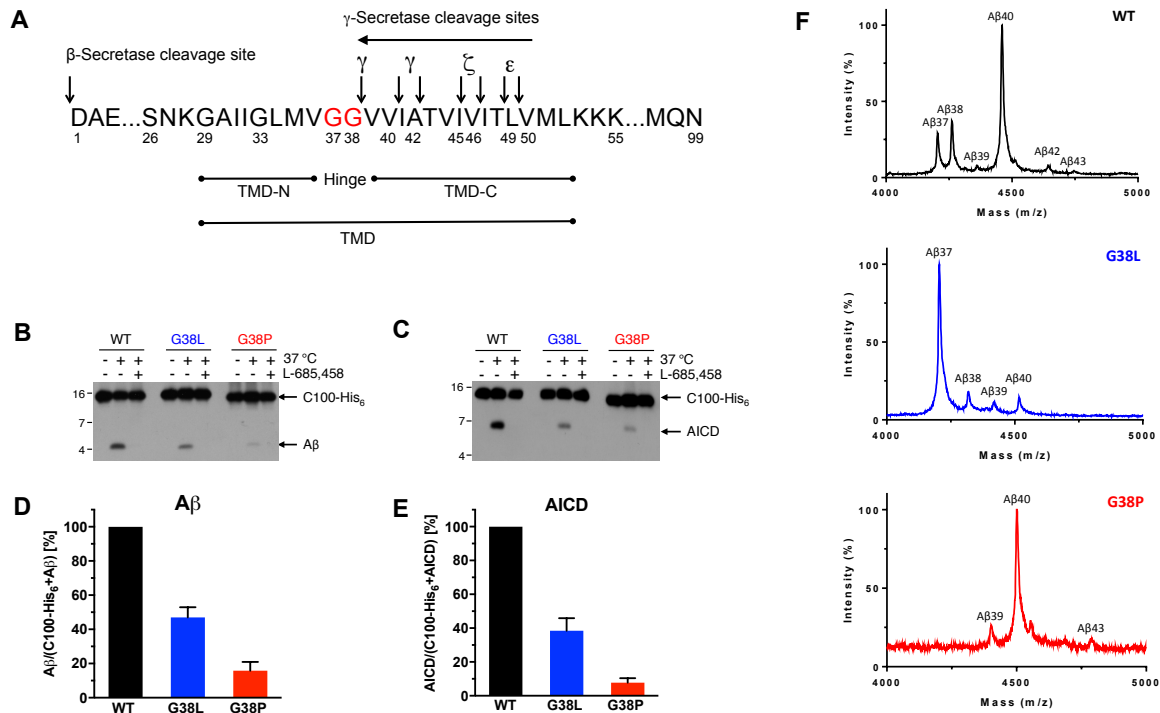 A
γ-Secretase cleavage sites
β-Secretase cleavage site
γ γ ζ ε
DAE...SNKGAIIGLMVGGVVIATVIVITLVMLKKK...MQN
1 26 29 33 37 38 40 42 45 46 49 50 55 99
Hinge
TMD-N TMD-C
TMD
B
WT G38L G38P
- + + - + + - + + 37 °C
- - + - - + - - + L-685,458
16 C100-His6
7
4 Aβ
C
WT G38L G38P
- + + - + + - + + 37 °C
- - + - - + - - + L-685,458
16 C100-His6
7 AICD
4
D
Aβ
Aβ/(C100-His6+Aβ) [%]
100
80
60
40
20
0
WT G38L G38P
E
AICD
AICD/(C100-His6+AICD) [%]
100
80
60
40
20
0
WT G38L G38P
F
WT
Aβ40
Aβ38
Aβ37
Aβ39
Aβ42
Aβ43
Intensity (%)
100
50
0
4000 4500 5000
Mass (m/z)
G38L
Aβ37
Aβ38
Aβ39
Aβ40
Intensity (%)
100
50
0
4000 4500 5000
Mass (m/z)
G38P
Aβ40
Aβ39
Aβ43
Intensity (%)
100
50
0
4000 4500 5000
Mass (m/z)